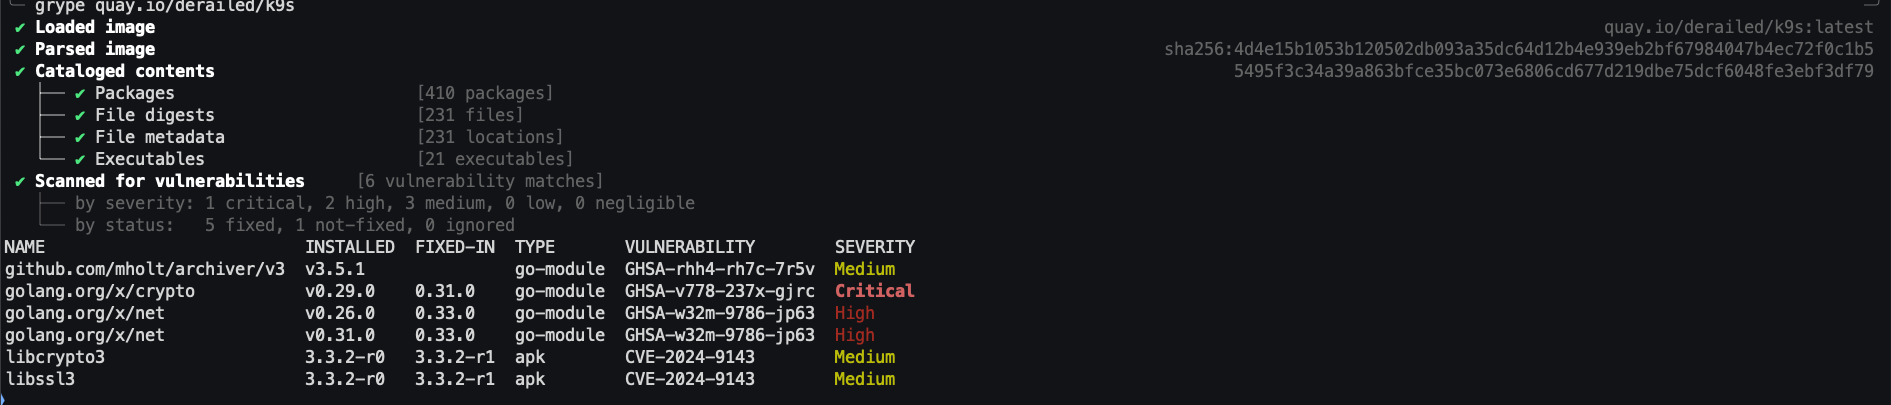 grype quay.io/derailed/k9s
✔ Loaded image quay.io/derailed/k9s:latest
✔ Parsed image sha256:4d4e15b1053b120502db093a35dc64d12b4e939eb2bf67984047b4ec72f0c1b5
✔ Cataloged contents 5495f3c34a39a863bfce35bc073e6806cd677d219dbe75dcf6048fe3ebf3df79
├── ✔ Packages [410 packages]
├── ✔ File digests [231 files]
├── ✔ File metadata [231 locations]
└── ✔ Executables [21 executables]
✔ Scanned for vulnerabilities [6 vulnerability matches]
├── by severity: 1 critical, 2 high, 3 medium, 0 low, 0 negligible
└── by status: 5 fixed, 1 not-fixed, 0 ignored
NAME INSTALLED FIXED-IN TYPE VULNERABILITY SEVERITY
github.com/mholt/archiver/v3 v3.5.1 go-module GHSA-rhh4-rh7c-7r5v Medium
golang.org/x/crypto v0.29.0 0.31.0 go-module GHSA-v778-237x-gjrc Critical
golang.org/x/net v0.26.0 0.33.0 go-module GHSA-w32m-9786-jp63 High
golang.org/x/net v0.31.0 0.33.0 go-module GHSA-w32m-9786-jp63 High
libcrypto3 3.3.2-r0 3.3.2-r1 apk CVE-2024-9143 Medium
libssl3 3.3.2-r0 3.3.2-r1 apk CVE-2024-9143 Medium